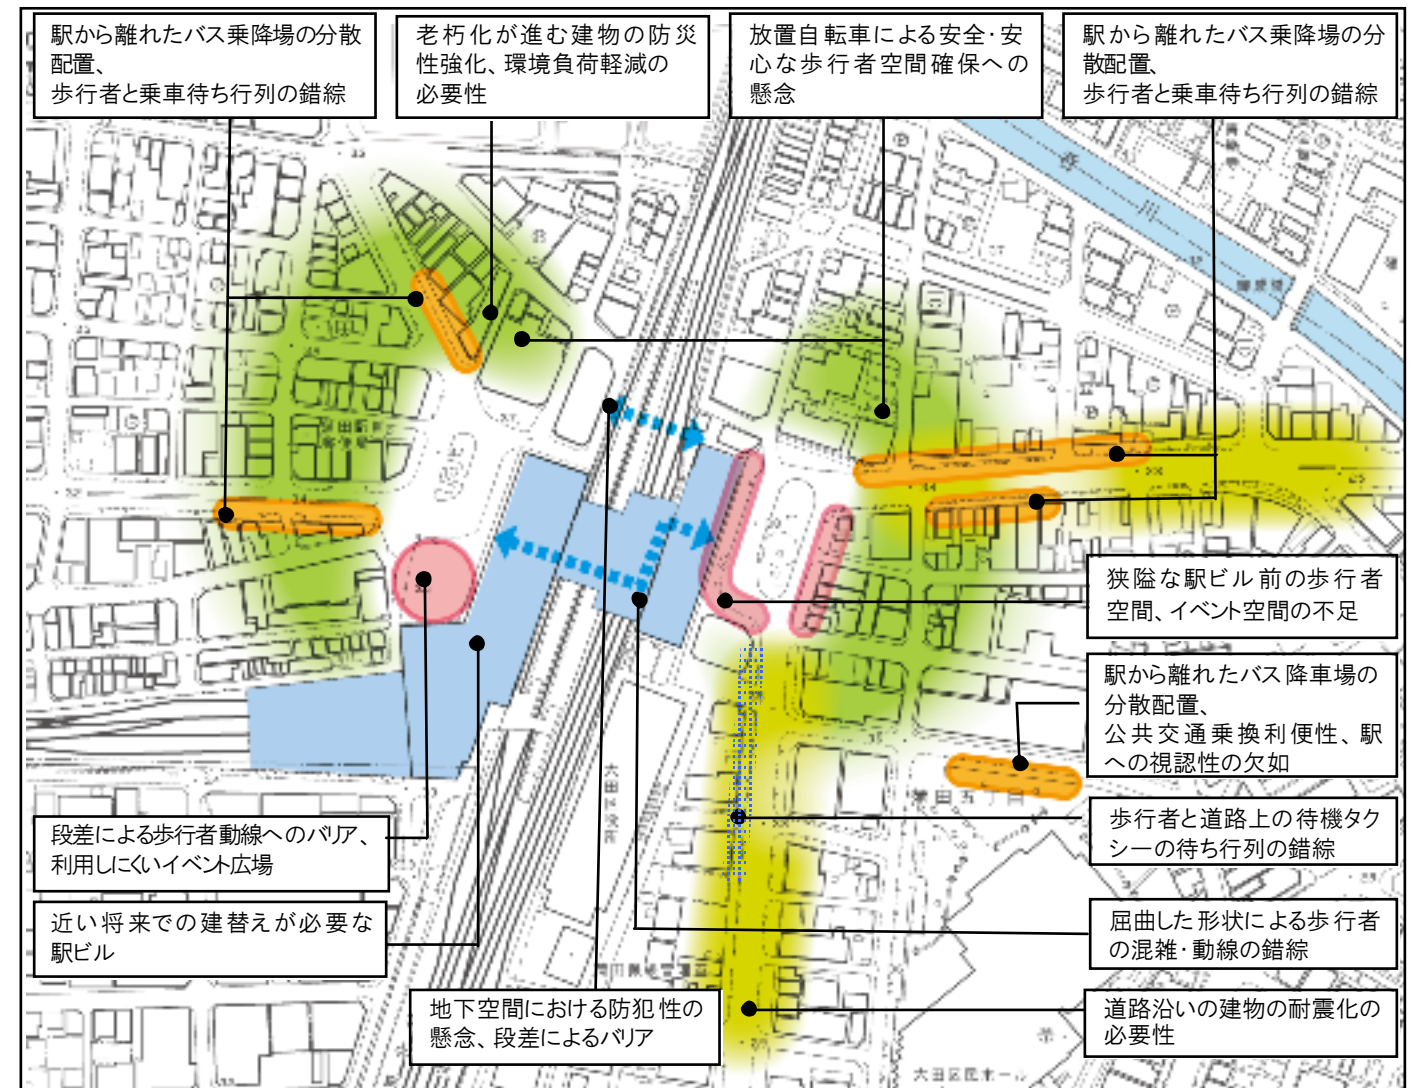 駅から離れたバス乗降場の分散
配置、
歩行者と乗車待ち行列の錯綜
老朽化が進む建物の防災
性強化、環境負荷軽減の
必要性
放置自転車による安全・安
心な歩行者空間確保への
懸念
駅から離れたバス乗降場の分
散配置、
歩行者と乗車待ち行列の錯綜
狭隘な駅ビル前の歩行者
空間、イベント空間の不足
駅から離れたバス降車場の
分散配置、
公共交通乗換利便性、駅
への視認性の欠如
歩行者と道路上の待機タク
シーの待ち行列の錯綜
段差による歩行者動線へのバリア、
利用しにくいイベント広場
近い将来での建替えが必要な
駅ビル
屈曲した形状による歩行者
の混雑・動線の錯綜
地下空間における防犯性の
懸念、段差によるバリア
道路沿いの建物の耐震化の
必要性
大田区民ホール